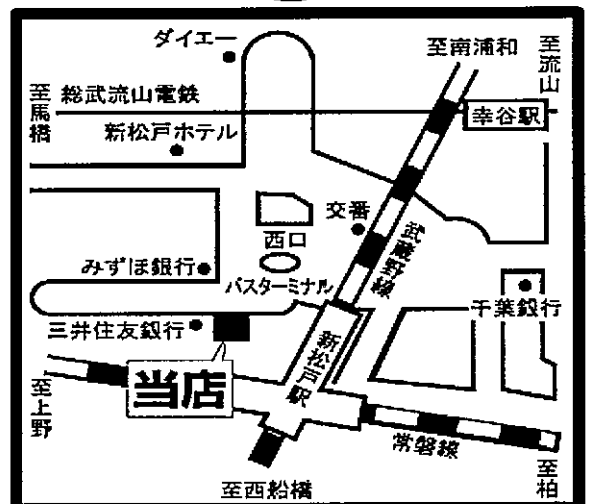 ダイエー
至南浦和
至流山
至馬橋
総武流山電鉄
幸谷駅
新松戸ホテル
交番
西口
武蔵野線
みずほ銀行
バスターミナル
千葉銀行
三井住友銀行
新松戸駅
当店
至上野
常磐線
至西船橋
至柏